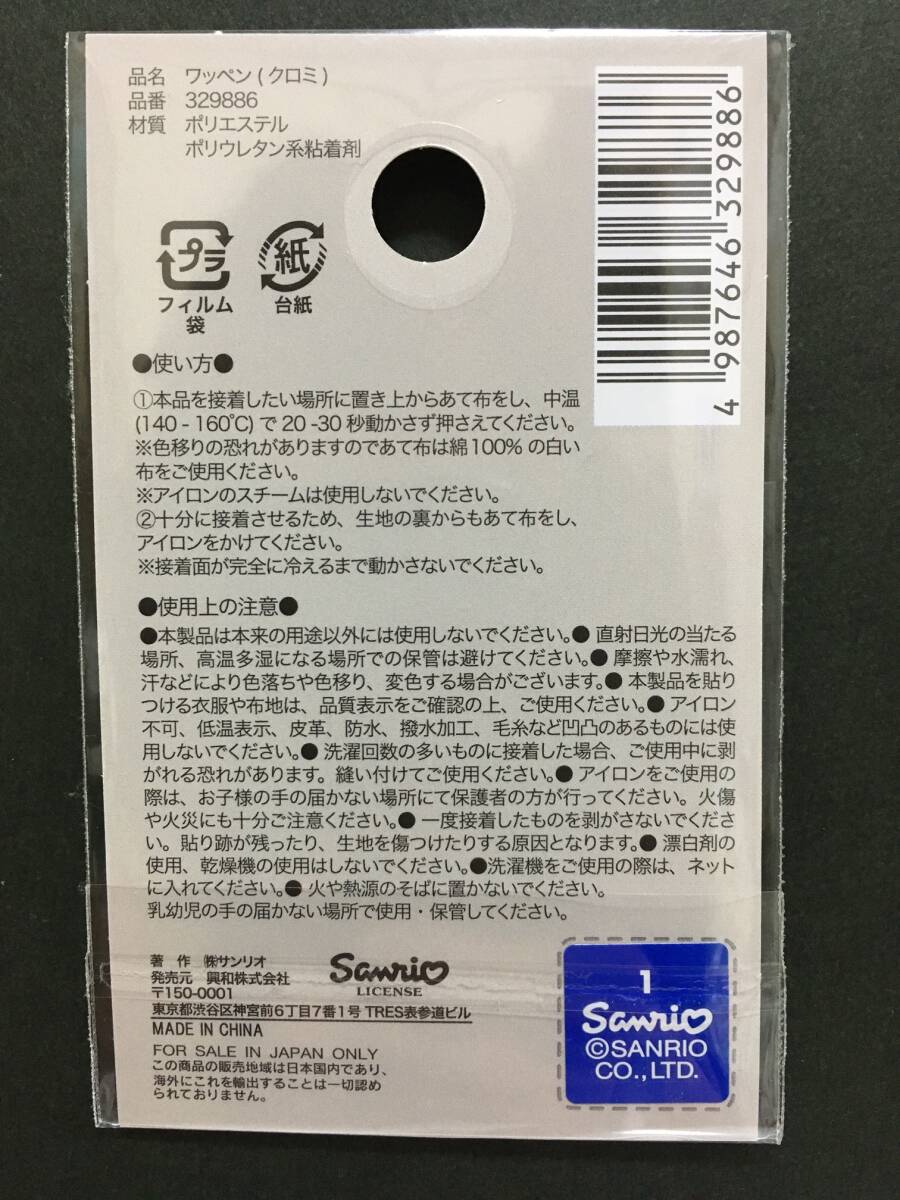 品名 ワッペン(クロミ)
品番 329886
材質 ポリエステル
ポリウレタン系粘着剤
4 987646 329886
プラ
フィルム
袋
紙
台紙
●使い方●
①本品を接着したい場所に置き上からあて布をし、中温
(140-160℃)で20-30秒動かさず押さえてください。
※色移りの恐れがありますのであて布は綿100%の白い
布をご使用ください。
※アイロンのスチームは使用しないでください。
②十分に接着させるため、生地の裏からもあて布をし、
アイロンをかけてください。
※接着面が完全に冷えるまで動かさないでください。
●使用上の注意●
●本製品は本来の用途以外には使用しないでください。●直射日光の当たる
場所、高温多湿になる場所での保管は避けてください。●摩擦や水濡れ、
汗などにより色落ちや色移り、変色する場合がございます。●本製品を貼り
つける衣服や布地は、品質表示をご確認の上、ご使用ください。●アイロン
不可、低温表示、皮革、防水、撥水加工、毛糸など凹凸のあるものには使
用しないでください。●洗濯回数の多いものに接着した場合、ご使用中に剥
がれる恐れがあります。縫い付けてご使用ください。●アイロンをご使用の
際は、お子様の手の届かない場所にて保護者の方が行ってください。火傷
や火災にも十分ご注意ください。●一度接着したものを剥がさないでくださ
い。貼り跡が残ったり、生地を傷つけたりする原因となります。●漂白剤の
使用、乾燥機の使用はしないでください。●洗濯機をご使用の際は、ネット
に入れてください。●火や熱源のそばに置かないでください。
乳幼児の手の届かない場所で使用・保管してください。
著 作 ㈱サンリオ
発売元 興和株式会社
〒150-0001
東京都渋谷区神宮前6丁目7番1号 TRES表参道ビル
MADE IN CHINA
FOR SALE IN JAPAN ONLY
この商品の販売地域は日本国内であり、
海外にこれを輸出することは一切認め
られておりません。
Sanrio
LICENSE
1
Sanrio
©SANRIO
CO.,LTD.